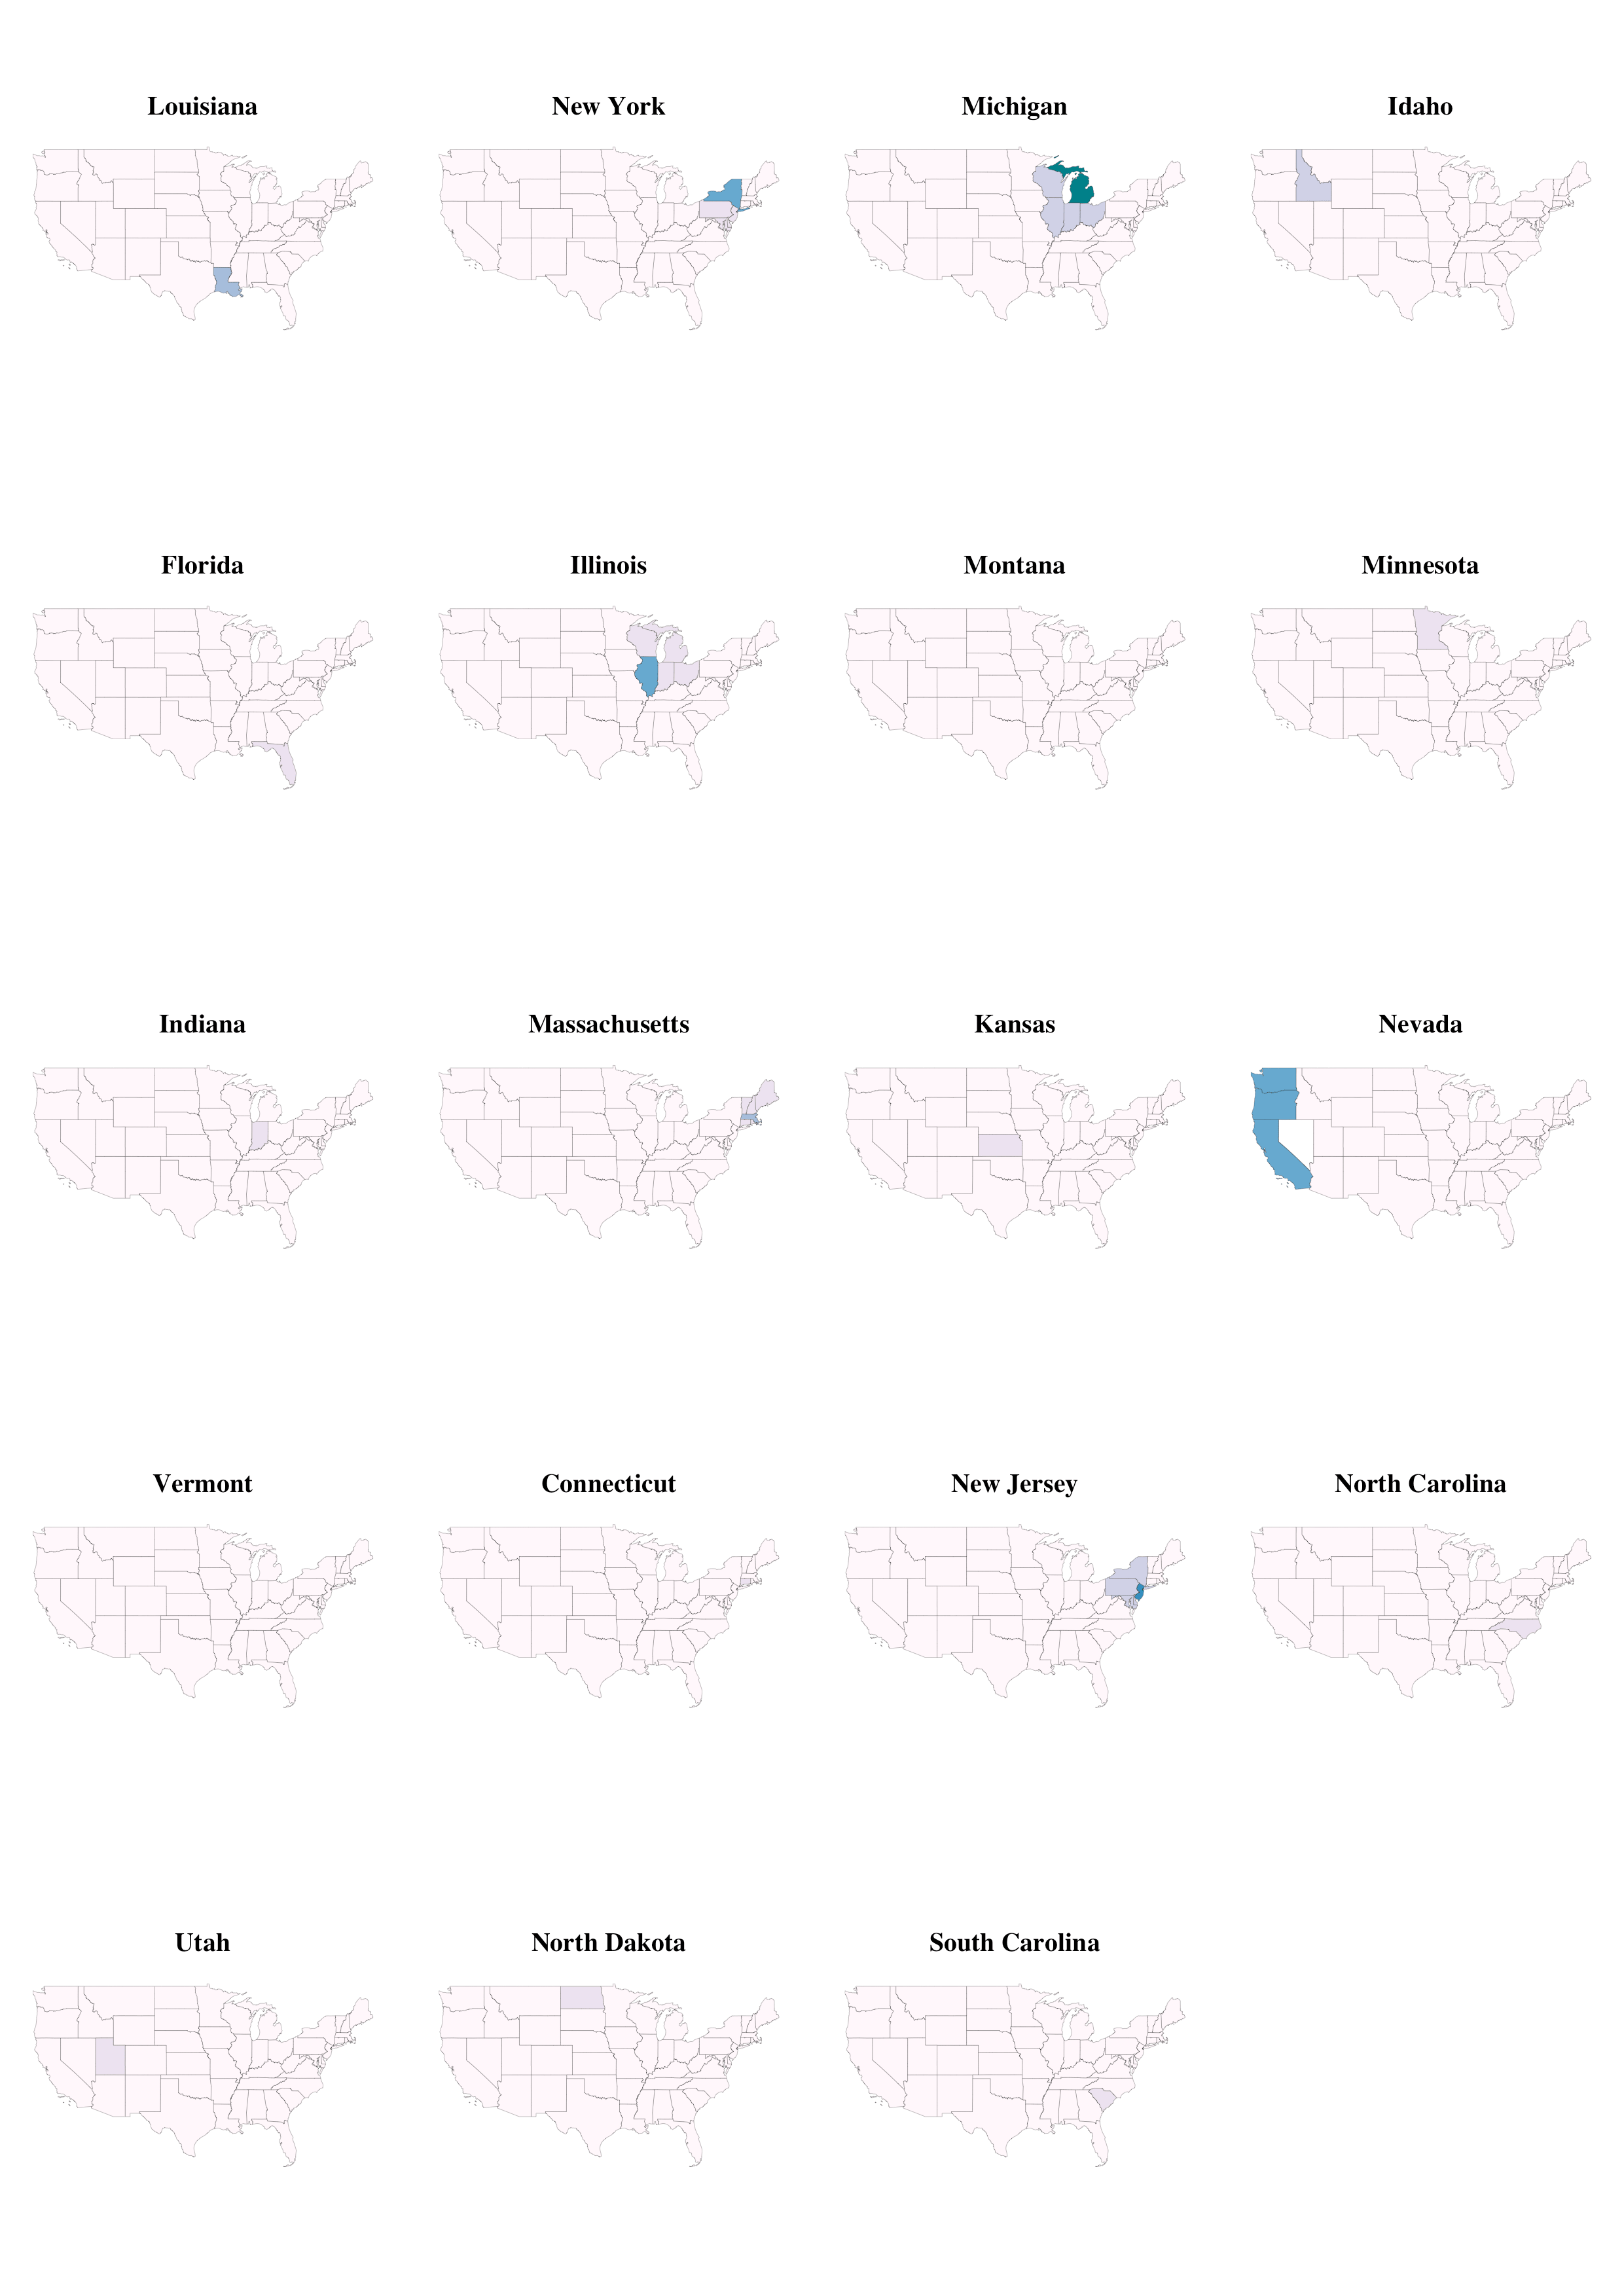 Louisiana
New York
Michigan
Idaho
Florida
Illinois
Montana
Minnesota
Indiana
Massachusetts
Kansas
Nevada
Vermont
Connecticut
New Jersey
North Carolina
Utah
North Dakota
South Carolina